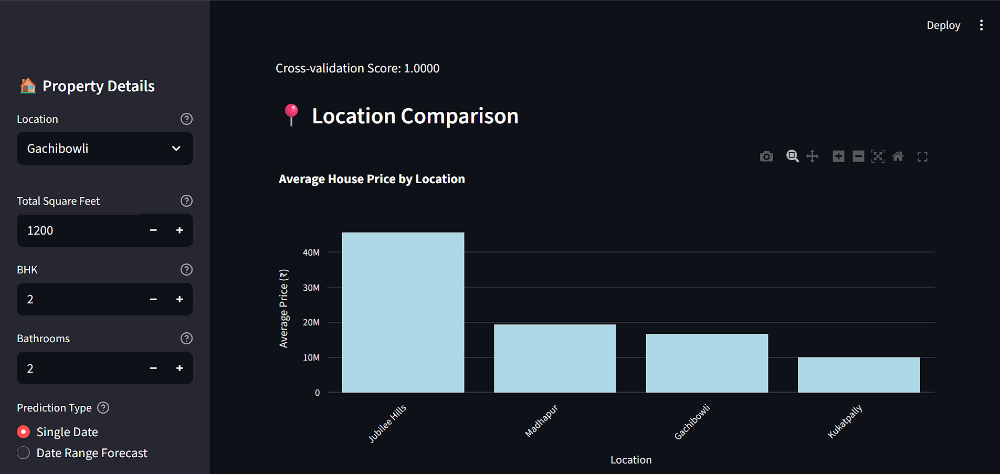 Deploy
Property Details
Location
Gachibowli
Total Square Feet
1200
BHK
2
Bathrooms
2
Prediction Type
Single Date
Date Range Forecast
Cross-validation Score: 1.0000
Location Comparison
Average House Price by Location
Average Price (₹)
40M
30M
20M
10M
0
Jubilee Hills
Madhapur
Gachibowli
Kukatpally
Location